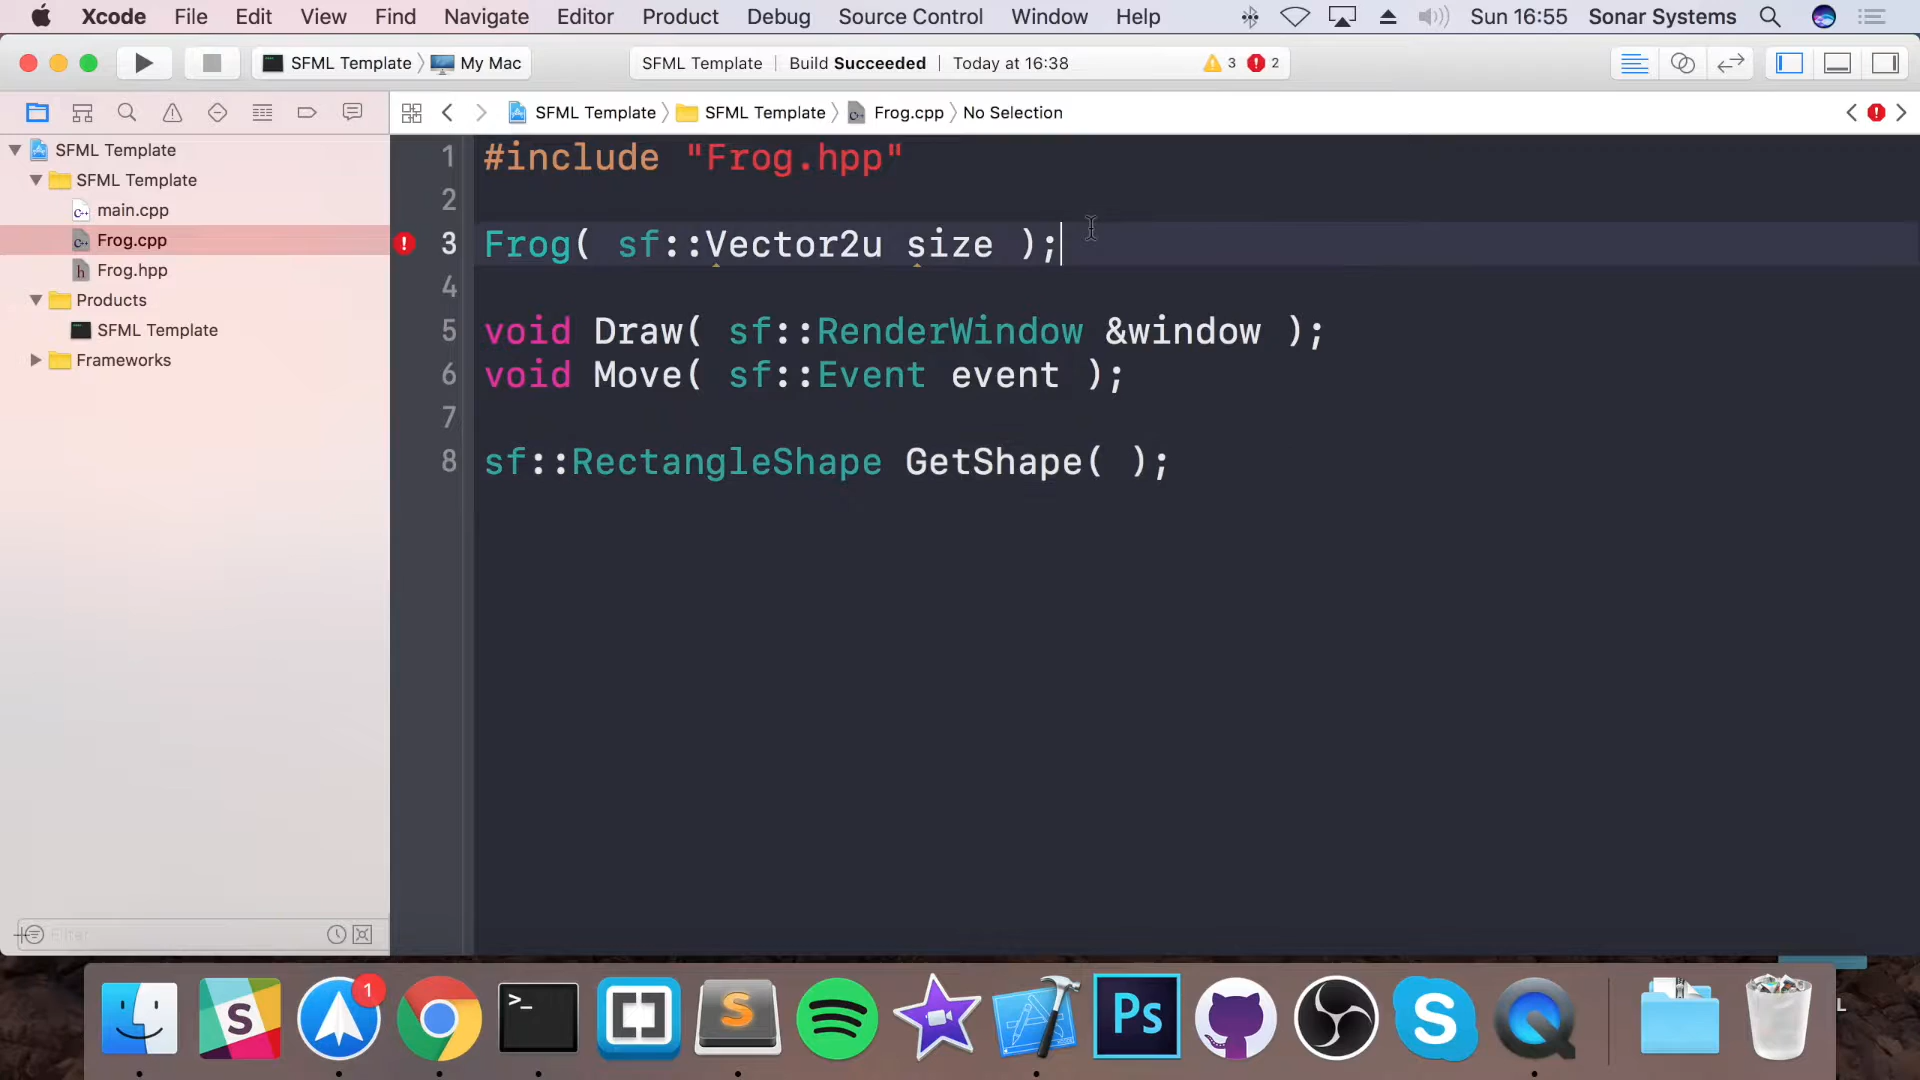 Xcode File Edit View Find Navigate Editor Product Debug Source Control Window Help Sun 16:55 Sonar Systems
SFML Template My Mac SFML Template Build Succeeded Today at 16:38 3 2
SFML Template SFML Template Frog.cpp No Selection
SFML Template
SFML Template
main.cpp
Frog.cpp
Frog.hpp
Products
SFML Template
Frameworks
1 #include "Frog.hpp"
2
3 Frog( sf::Vector2u size );
4
5 void Draw( sf::RenderWindow &window );
6 void Move( sf::Event event );
7
8 sf::RectangleShape GetShape( );
Filter
S 1 >_ S Ps S